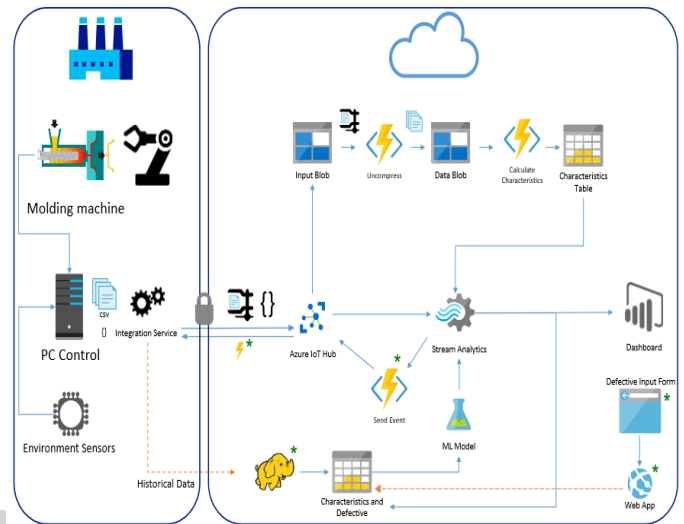 Molding machine
Input Blob
Uncompress
Data Blob
Calculate
Characteristics
Characteristics
Table
CSV
{}
{}
PC Control
Integration Service
Azure IoT Hub
Stream Analytics
Dashboard
Send Event
Defective Input Form
ML Model
Environment Sensors
Historical Data
Characteristics and
Defective
Web App